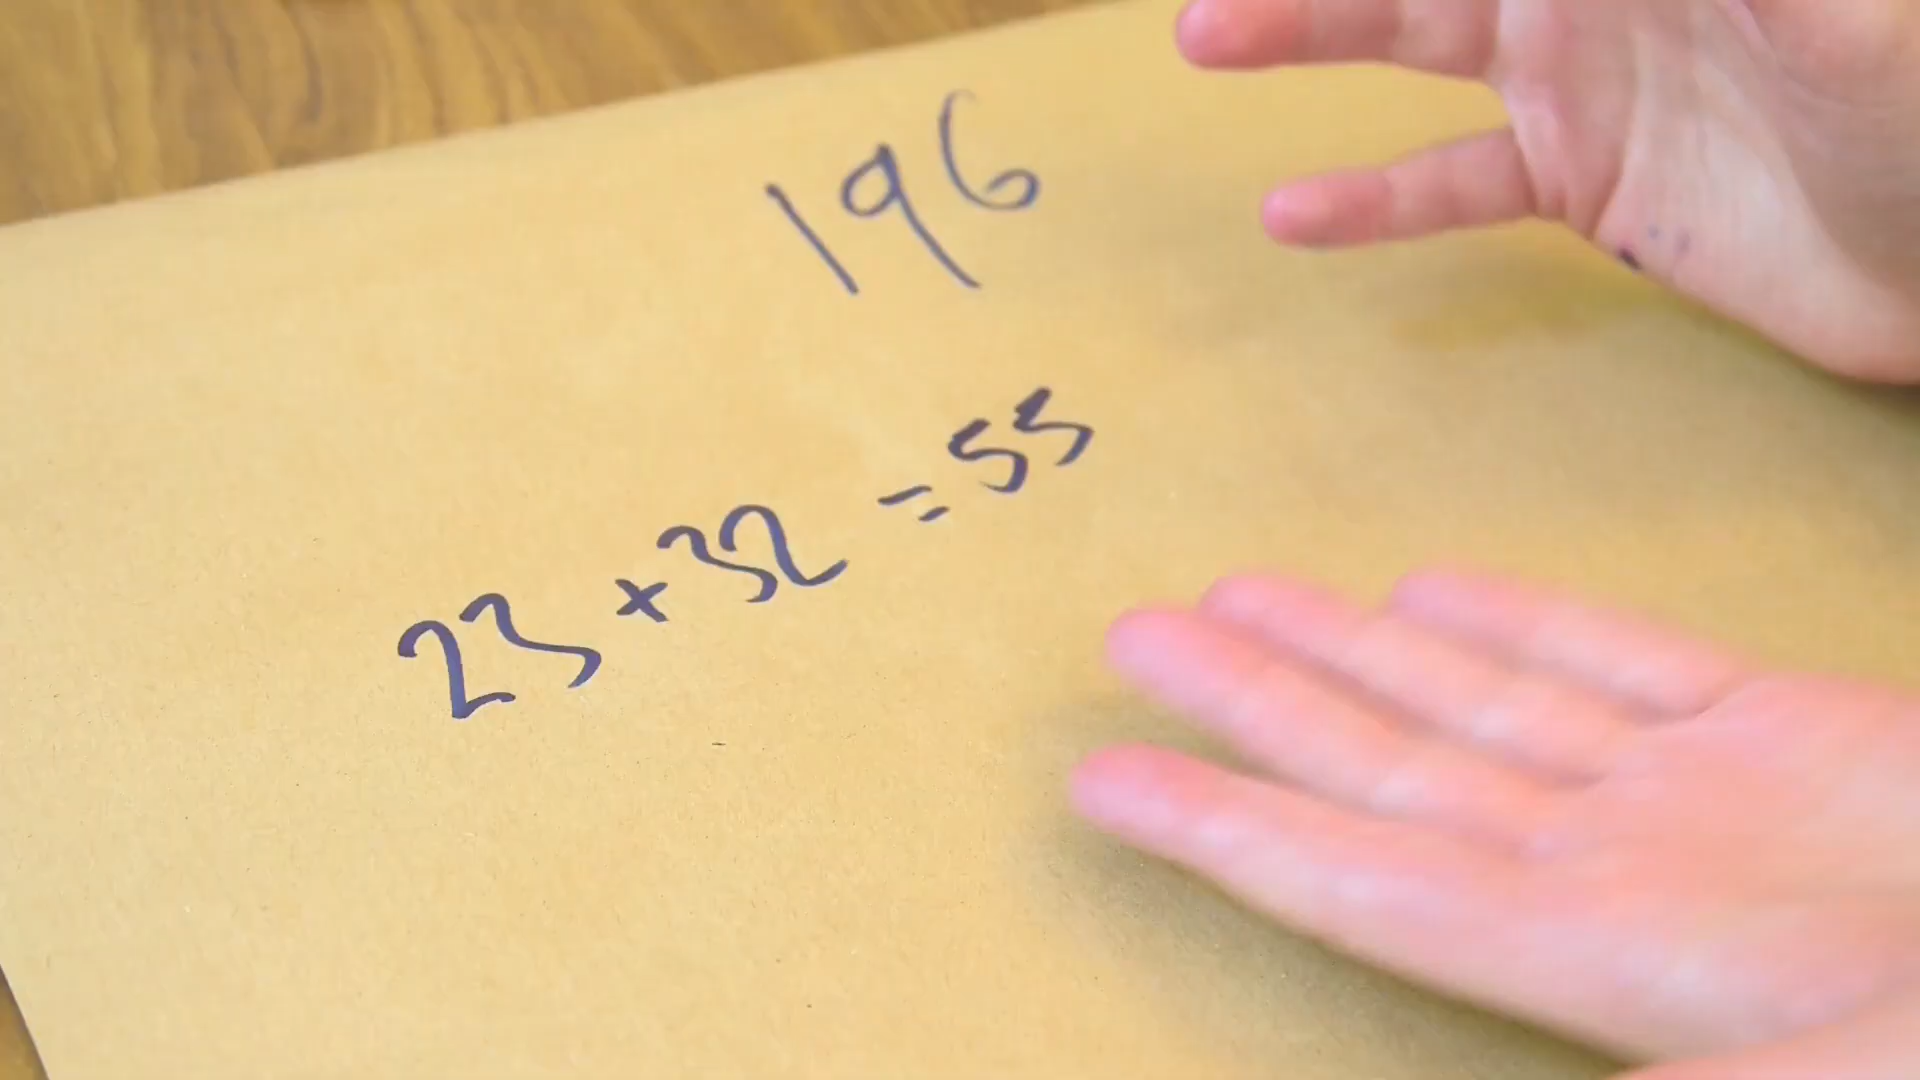 196
23 + 32 = 55